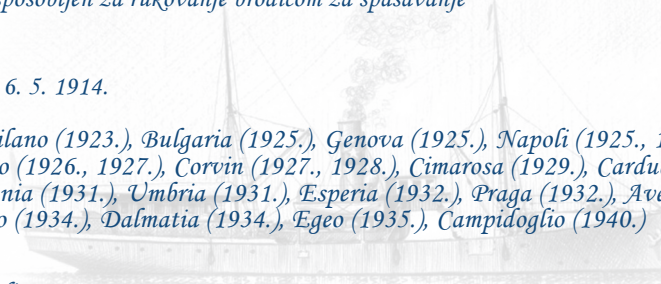 sposobljen za rukovanje brodicom za spašavanje
6. 5. 1914.
ilano (1923.), Bulgaria (1925.), Genova (1925.), Napoli (1925., 1
o (1926., 1927.), Corvin (1927., 1928.), Cimarosa (1929.), Cardu
nia (1931.), Umbria (1931.), Esperia (1932.), Praga (1932.), Ave
o (1934.), Dalmatia (1934.), Egeo (1935.), Campidoglio (1940.)